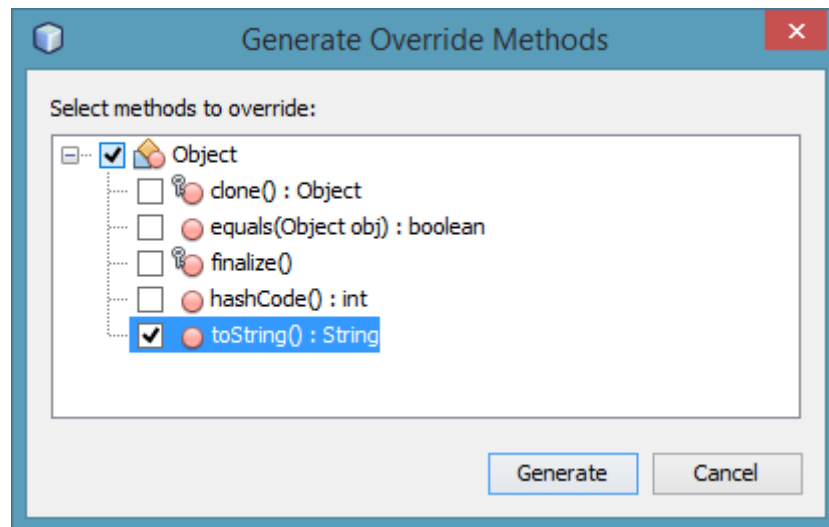 Generate Override Methods
Select methods to override:
Object
clone() : Object
equals(Object obj) : boolean
finalize()
hashCode() : int
toString() : String
Generate Cancel